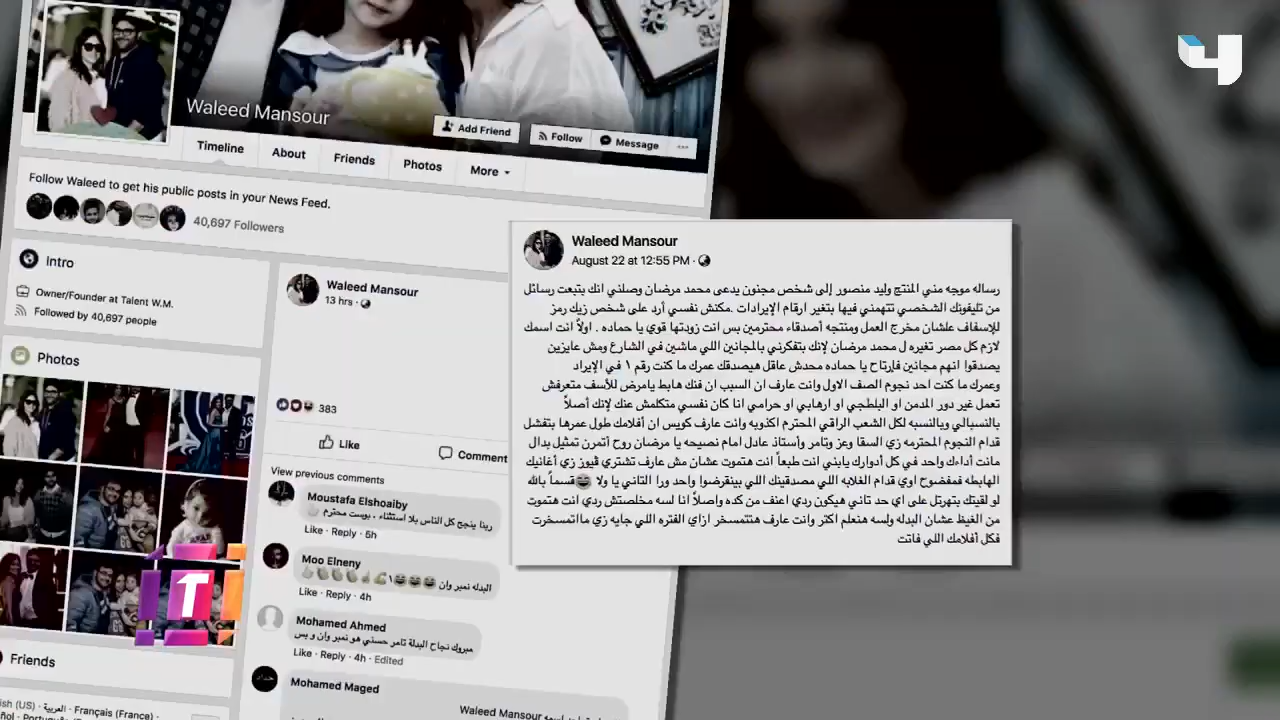 Waleed Mansour
Add Friend
Follow
Message
Timeline
About
Friends
Photos
More
Follow Waleed to get his public posts in your News Feed.
40,697 Followers
Intro
Owner/Founder at Talent W.M.
Followed by 40,697 people
Photos
Friends
Waleed Mansour
13 hrs ·
383
Like
Comment
View previous comments
Moustafa Elshoaiby
ربنا ينجح كل الناس بلا استثناء . بوست محترم
Like · Reply · 5h
Moo Elneny
البدله نمبر وان 😂😂😂
Like · Reply · 4h
Mohamed Ahmed
مبروك نجاح البدلة تامر حسني هو نمبر وان و بس
Like · Reply · 4h · Edited
Mohamed Maged
Waleed Mansour
(US) · العربية · Français (France) ·
Waleed Mansour
August 22 at 12:55 PM ·
رساله موجه مني المنتج وليد منصور إلى شخص مجنون يدعى محمد مرضان وصلني انك بتبعت رسائل
من تليفونك الشخصي تتهمني فيها بتغير ارقام الإيرادات .مكنش نفسي أرد على شخص زيك رمز
للإسفاف علشان مخرج العمل ومنتجه أصدقاء محترمين بس انت زودتها قوي يا حماده . اولاً انت اسمك
لازم كل مصر تغيره ل محمد مرضان لإنك بتفكرني بالمجانين اللي ماشين في الشارع ومش عايزين
يصدقوا انهم مجانين فإرتاح يا حماده محدش عاقل هيصدقك عمرك ما كنت رقم ١ في الإيراد
وعمرك ما كنت احد نجوم الصف الاول وانت عارف ان السبب ان فنك هابط يامرض للأسف متعرفش
تعمل غير دور المدمن او البلطجي او ارهابي او حرامي انا كان نفسي متكلمش عنك لإنك أصلاً
بالنسبالي وبالنسبه لكل الشعب الراقي المحترم اكذوبه وانت عارف كويس ان أفلامك طول عمرها بتفشل
قدام النجوم المحترمه زي السقا وعز وتامر وأستاذ عادل امام نصيحه يا مرضان روح أتمرن تمثيل بدال
مانت أداءك واحد في كل أدوارك يابني انت طبعاً انت هتموت عشان مش عارف تشتري ڤيوز زي أغانيك
الهابطه فمفضوح اوي قدام الغلابه اللي مصدقينك اللي بينقرضوا واحد ورا التاني يا ولا 😂قسماً بالله
لو لقيتك بتهرتل على اي حد تاني هيكون ردي اعنف من كده وأصلاً انا لسه مخلصتش ردي انت هتموت
من الغيظ عشان البدله ولسه هنعلم اكتر وانت عارف هتتمسخر ازاي الفتره اللي جايه زي مااتمسخرت
فكل أفلامك اللي فاتت